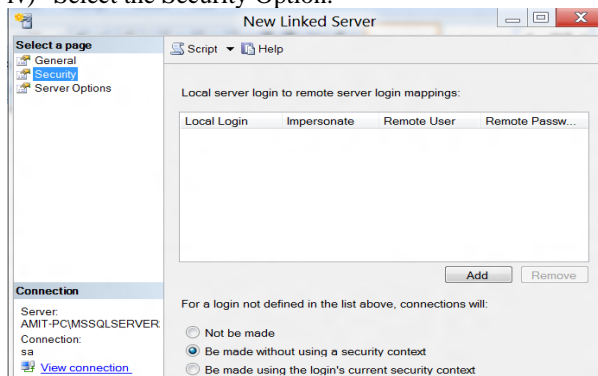 iv) Select the Security Option.
New Linked Server
Select a page
General
Security
Server Options
Script Help
Local server login to remote server login mappings:
Local Login Impersonate Remote User Remote Passw...
Add Remove
Connection
Server:
AMIT-PC\MSSQLSERVER
Connection:
sa
View connection
For a login not defined in the list above, connections will:
Not be made
Be made without using a security context
Be made using the login's current security context